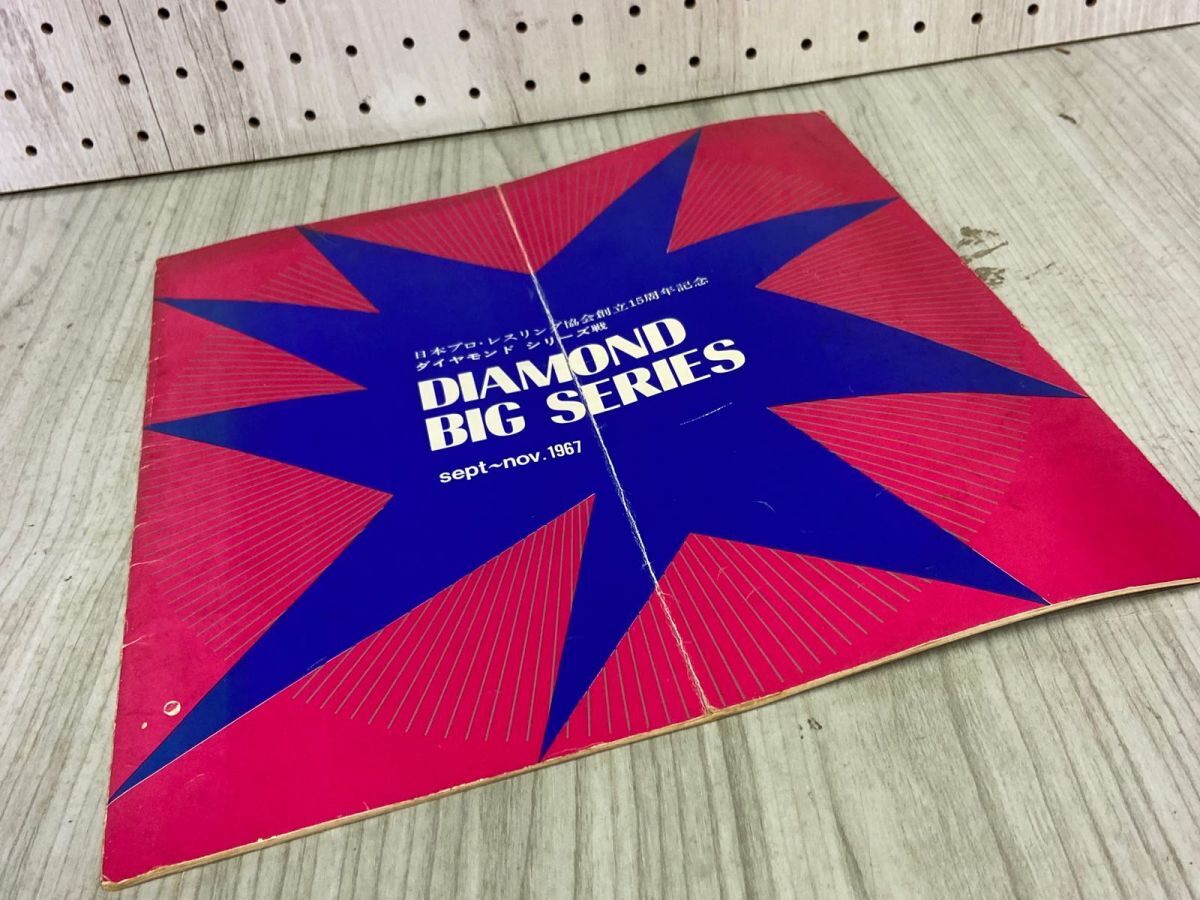 日本プロ・レスリング協会創立15周年記念
ダイヤモンド シリーズ戦
DIAMOND
BIG SERIES
sept~nov.1967